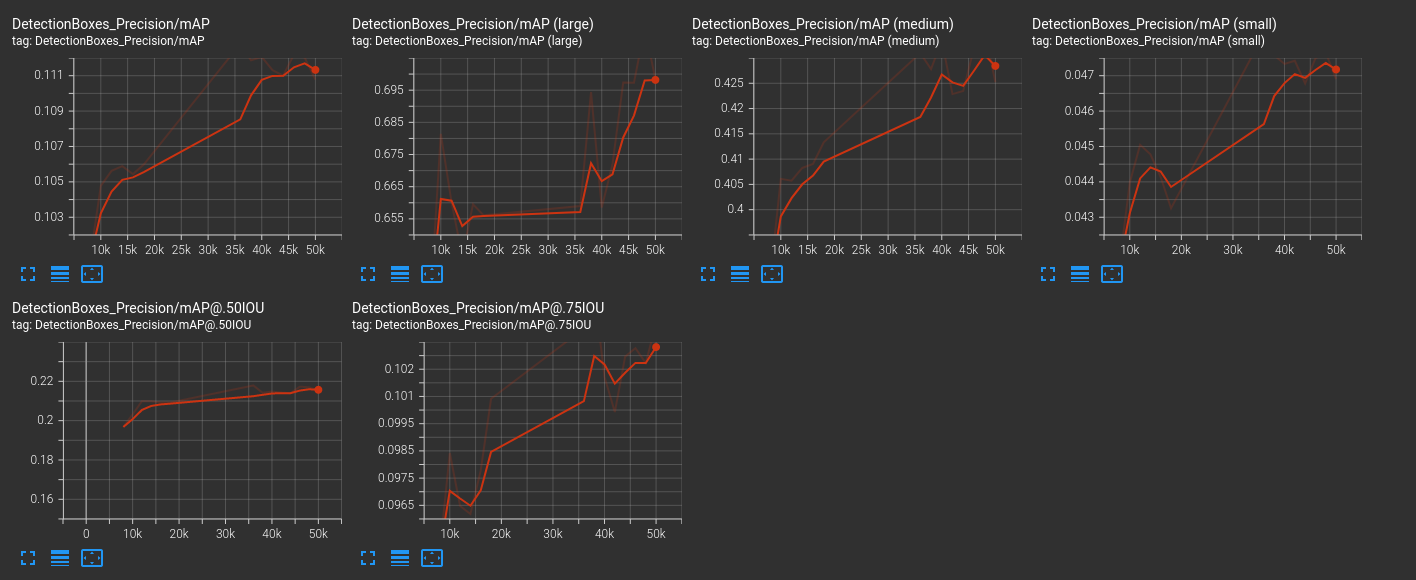 DetectionBoxes_Precision/mAP
tag: DetectionBoxes_Precision/mAP
0.111
0.109
0.107
0.105
0.103
10k 15k 20k 25k 30k 35k 40k 45k 50k
DetectionBoxes_Precision/mAP (large)
tag: DetectionBoxes_Precision/mAP (large)
0.695
0.685
0.675
0.665
0.655
10k 20k 30k 40k 50k
DetectionBoxes_Precision/mAP (medium)
tag: DetectionBoxes_Precision/mAP (medium)
0.425
0.42
0.415
0.41
0.405
0.4
10k 15k 20k 25k 30k 35k 40k 45k 50k
DetectionBoxes_Precision/mAP (small)
tag: DetectionBoxes_Precision/mAP (small)
0.047
0.046
0.045
0.044
0.043
10k 20k 30k 40k 50k
DetectionBoxes_Precision/mAP@.50IOU
tag: DetectionBoxes_Precision/mAP@.50IOU
0.22
0.2
0.18
0.16
0 10k 20k 30k 40k 50k
DetectionBoxes_Precision/mAP@.75IOU
tag: DetectionBoxes_Precision/mAP@.75IOU
0.102
0.101
0.0995
0.0985
0.0975
0.0965
10k 20k 30k 40k 50k